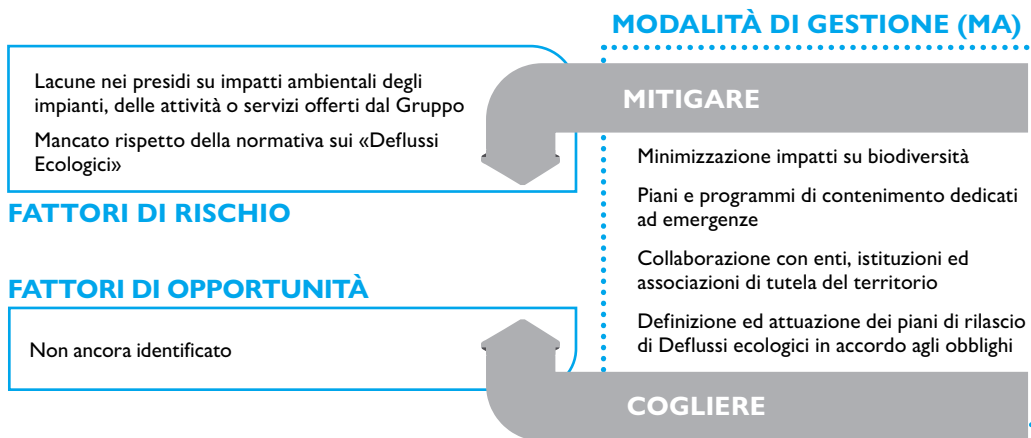 MODALITÀ DI GESTIONE (MA)
Lacune nei presidi su impatti ambientali degli
impianti, delle attività o servizi offerti dal Gruppo
Mancato rispetto della normativa sui «Deflussi
Ecologici»
FATTORI DI RISCHIO
FATTORI DI OPPORTUNITÀ
Non ancora identificato
MITIGARE
Minimizzazione impatti su biodiversità
Piani e programmi di contenimento dedicati
ad emergenze
Collaborazione con enti, istituzioni ed
associazioni di tutela del territorio
Definizione ed attuazione dei piani di rilascio
di Deflussi ecologici in accordo agli obblighi
COGLIERE